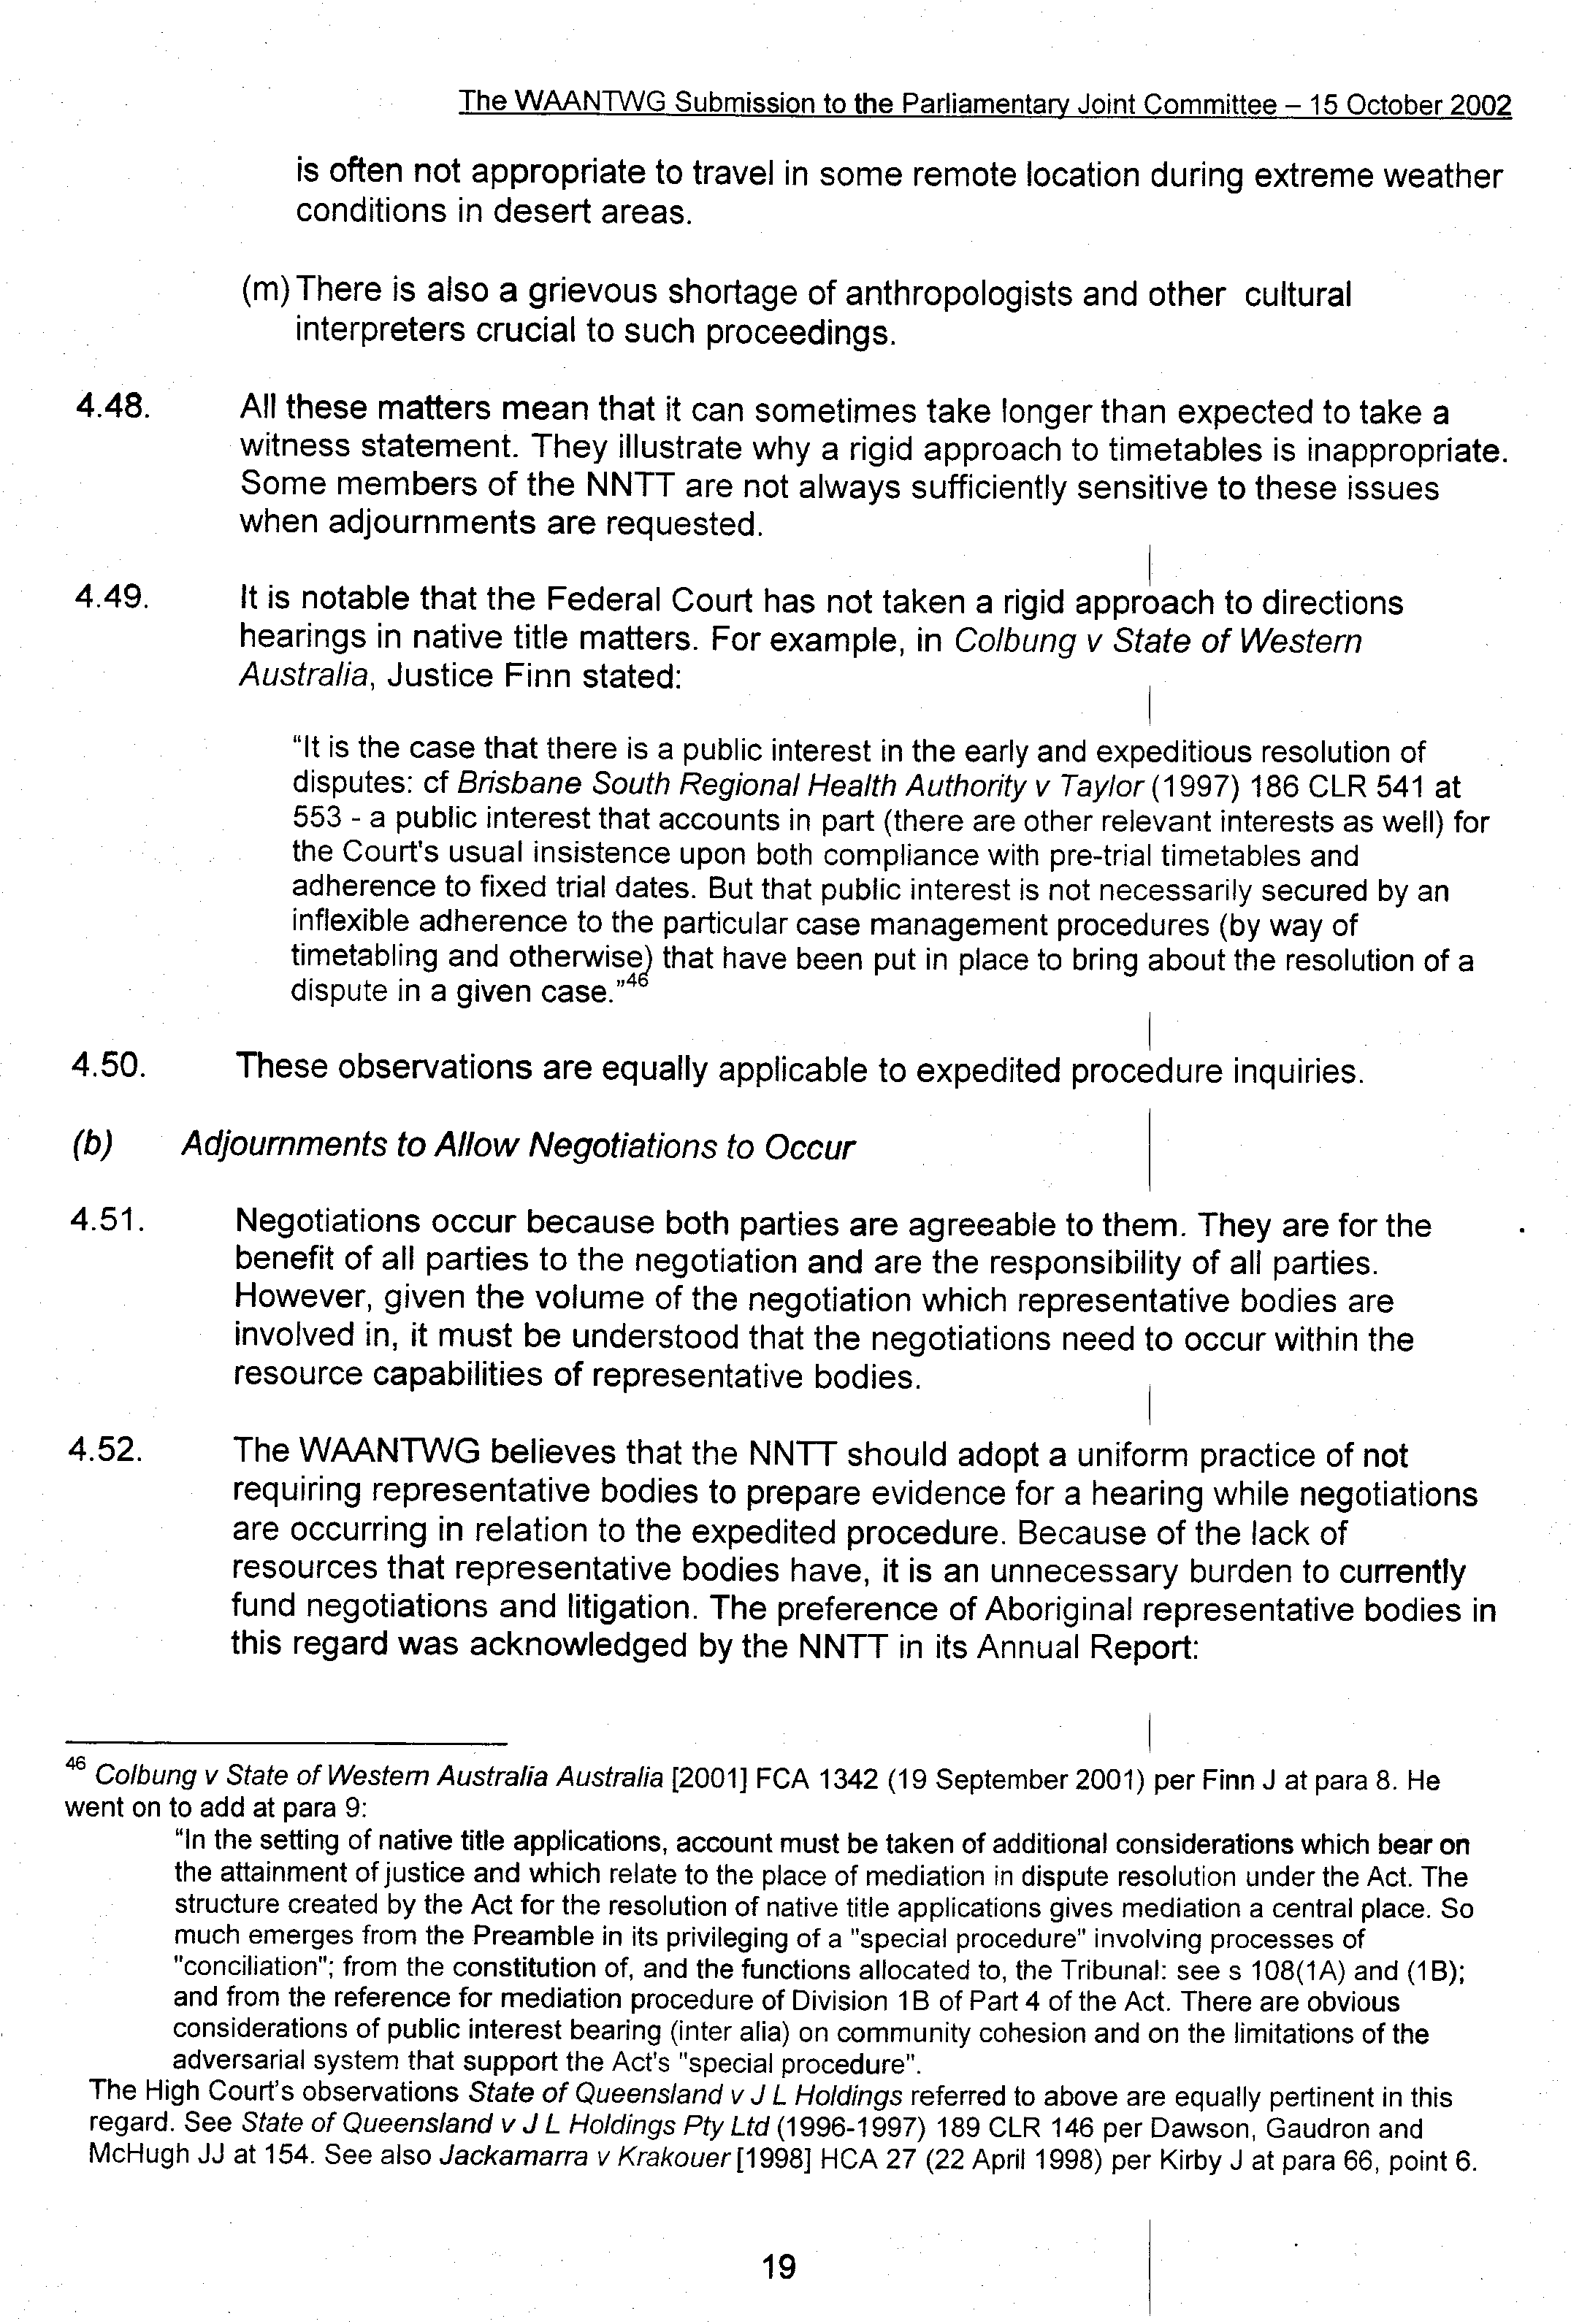 The WAANTWG Submission to the Parliamentary Joint Committee – 15 October 2002
is often not appropriate to travel in some remote location during extreme weather
conditions in desert areas.
(m) There is also a grievous shortage of anthropologists and other cultural
interpreters crucial to such proceedings.
4.48. All these matters mean that it can sometimes take longer than expected to take a
witness statement. They illustrate why a rigid approach to timetables is inappropriate.
Some members of the NNTT are not always sufficiently sensitive to these issues
when adjournments are requested.
4.49. It is notable that the Federal Court has not taken a rigid approach to directions
hearings in native title matters. For example, in Colbung v State of Western
Australia, Justice Finn stated:
“It is the case that there is a public interest in the early and expeditious resolution of
disputes: cf Brisbane South Regional Health Authority v Taylor (1997) 186 CLR 541 at
553 - a public interest that accounts in part (there are other relevant interests as well) for
the Court's usual insistence upon both compliance with pre-trial timetables and
adherence to fixed trial dates. But that public interest is not necessarily secured by an
inflexible adherence to the particular case management procedures (by way of
timetabling and otherwise) that have been put in place to bring about the resolution of a
dispute in a given case.”46
4.50. These observations are equally applicable to expedited procedure inquiries.
(b) Adjournments to Allow Negotiations to Occur
4.51. Negotiations occur because both parties are agreeable to them. They are for the
benefit of all parties to the negotiation and are the responsibility of all parties.
However, given the volume of the negotiation which representative bodies are
involved in, it must be understood that the negotiations need to occur within the
resource capabilities of representative bodies.
4.52. The WAANTWG believes that the NNTT should adopt a uniform practice of not
requiring representative bodies to prepare evidence for a hearing while negotiations
are occurring in relation to the expedited procedure. Because of the lack of
resources that representative bodies have, it is an unnecessary burden to currently
fund negotiations and litigation. The preference of Aboriginal representative bodies in
this regard was acknowledged by the NNTT in its Annual Report:
46 Colbung v State of Western Australia Australia [2001] FCA 1342 (19 September 2001) per Finn J at para 8. He
went on to add at para 9:
“In the setting of native title applications, account must be taken of additional considerations which bear on
the attainment of justice and which relate to the place of mediation in dispute resolution under the Act. The
structure created by the Act for the resolution of native title applications gives mediation a central place. So
much emerges from the Preamble in its privileging of a "special procedure" involving processes of
"conciliation"; from the constitution of, and the functions allocated to, the Tribunal: see s 108(1A) and (1B);
and from the reference for mediation procedure of Division 1B of Part 4 of the Act. There are obvious
considerations of public interest bearing (inter alia) on community cohesion and on the limitations of the
adversarial system that support the Act's "special procedure".
The High Court's observations State of Queensland v J L Holdings referred to above are equally pertinent in this
regard. See State of Queensland v J L Holdings Pty Ltd (1996-1997) 189 CLR 146 per Dawson, Gaudron and
McHugh JJ at 154. See also Jackamarra v Krakouer [1998] HCA 27 (22 April 1998) per Kirby J at para 66, point 6.
19